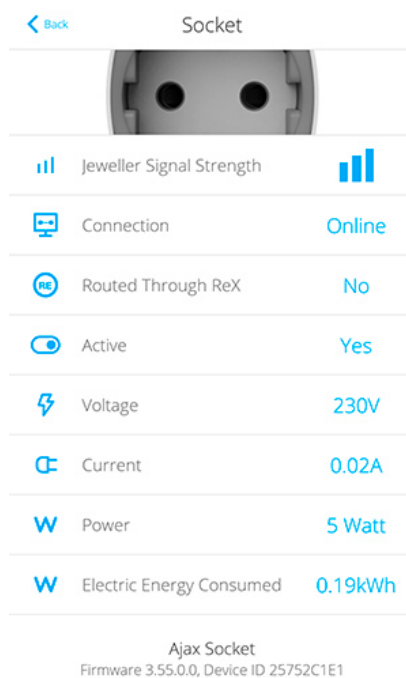 Back Socket
Jeweller Signal Strength
Connection Online
RE Routed Through ReX No
Active Yes
Voltage 230V
Current 0.02A
W Power 5 Watt
W Electric Energy Consumed 0.19kWh
Ajax Socket
Firmware 3.55.0.0, Device ID 25752C1E1